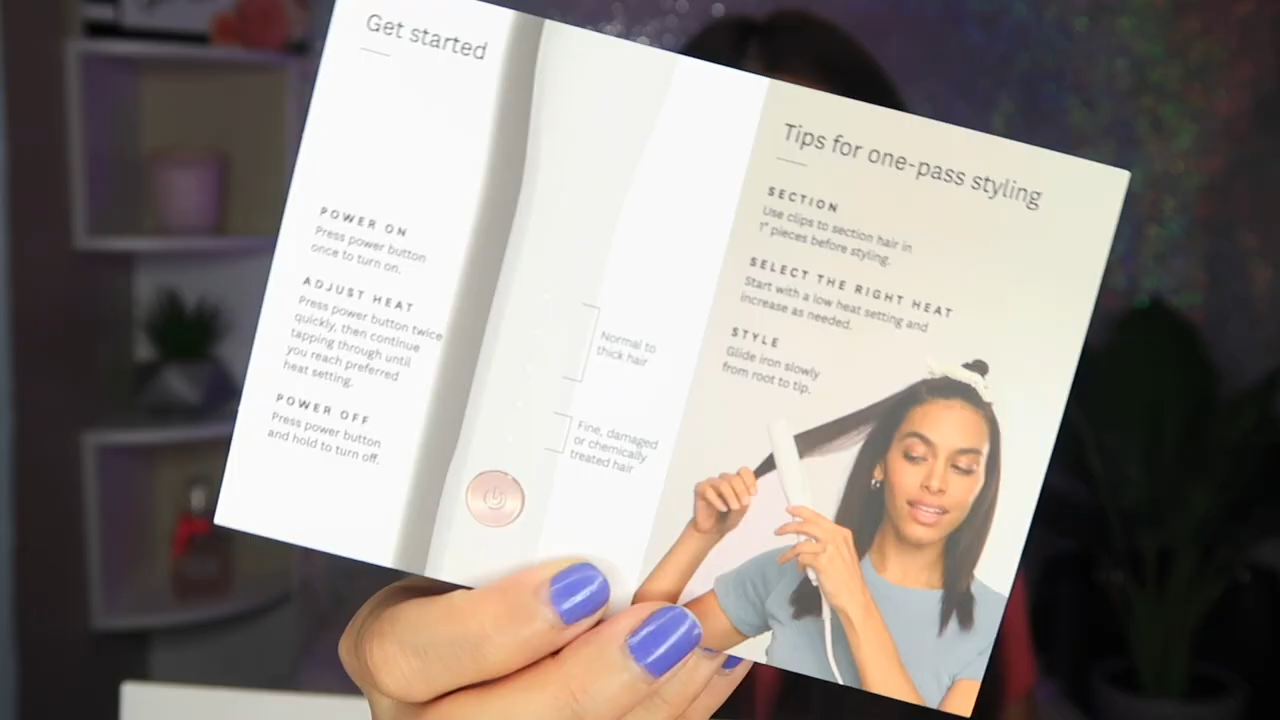 Get started
POWER ON
Press power button
once to turn on.
ADJUST HEAT
Press power button twice
quickly, then continue
tapping through until
you reach preferred
heat setting.
POWER OFF
Press power button
and hold to turn off.
Normal to
thick hair
Fine, damaged
or chemically
treated hair
Tips for one-pass styling
SECTION
Use clips to section hair in
1" pieces before styling.
SELECT THE RIGHT HEAT
Start with a low heat setting and
increase as needed.
STYLE
Glide iron slowly
from root to tip.